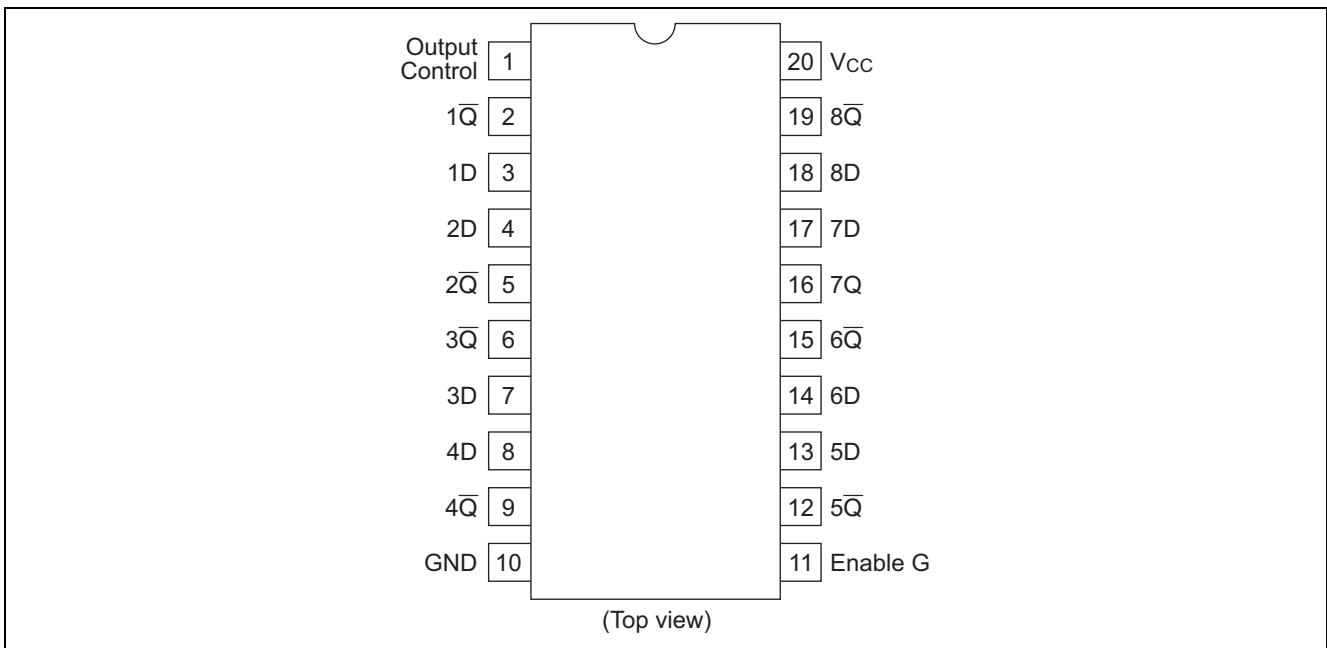 Output
Control 1
1Q̅ 2
1D 3
2D 4
2Q̅ 5
3Q̅ 6
3D 7
4D 8
4Q̅ 9
GND 10
20 VCC
19 8Q̅
18 8D
17 7D
16 7Q
15 6Q̅
14 6D
13 5D
12 5Q̅
11 Enable G
(Top view)